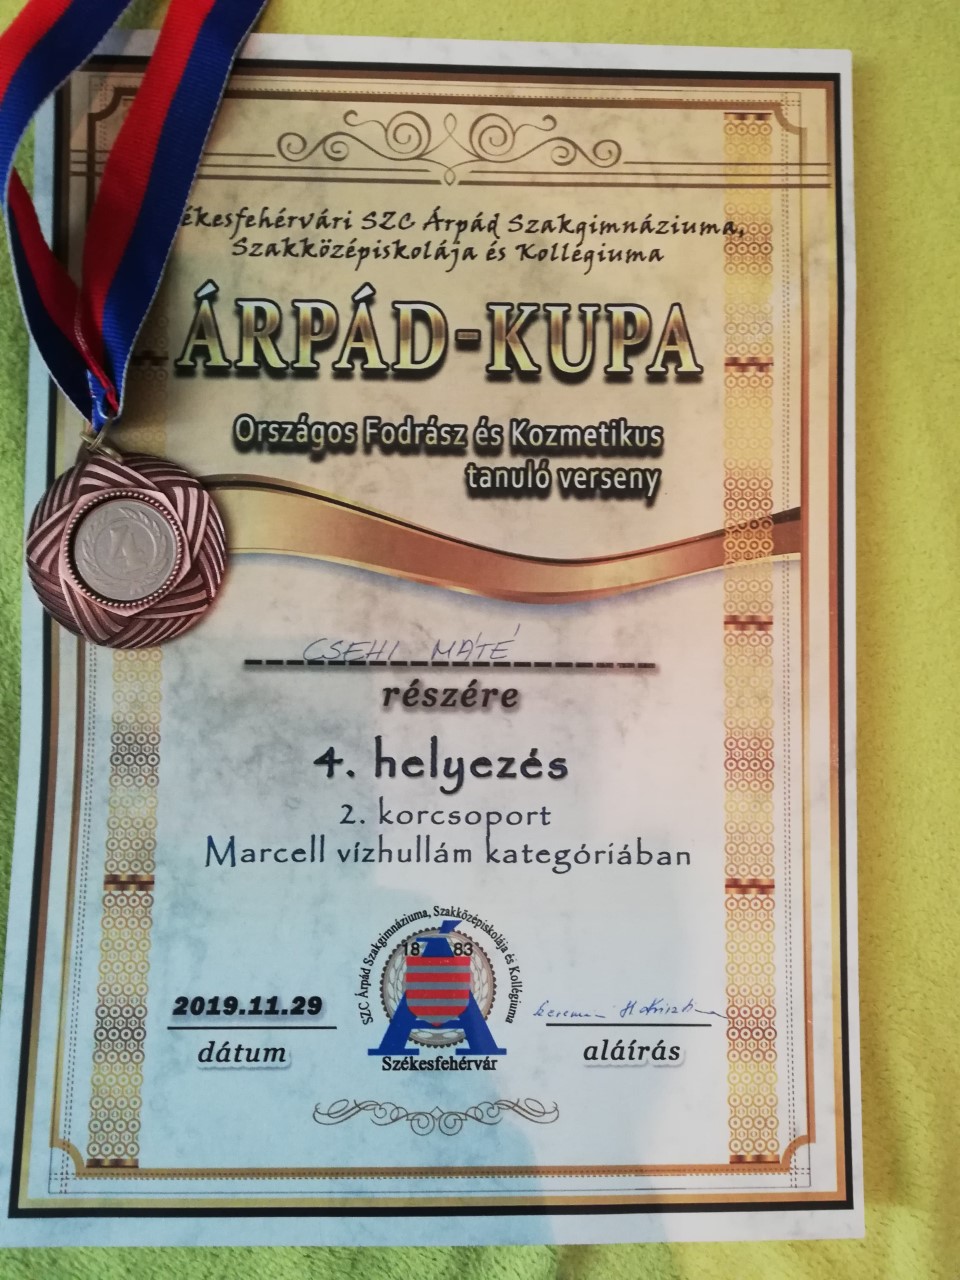 ékesfehérvári SZC Árpád Szakgimnáziuma,
Szakközépiskolája és Kollégiuma
ÁRPÁD-KUPA
Országos Fodrász és Kozmetikus
tanuló verseny
4
CSEHI MÁTÉ
részére
4. helyezés
2. korcsoport
Marcell vízhullám kategóriában
SZC Árpád Szakgimnáziuma, Szakközépiskolája és Kollégiuma
18 83
Székesfehérvár
2019.11.29
dátum
aláírás